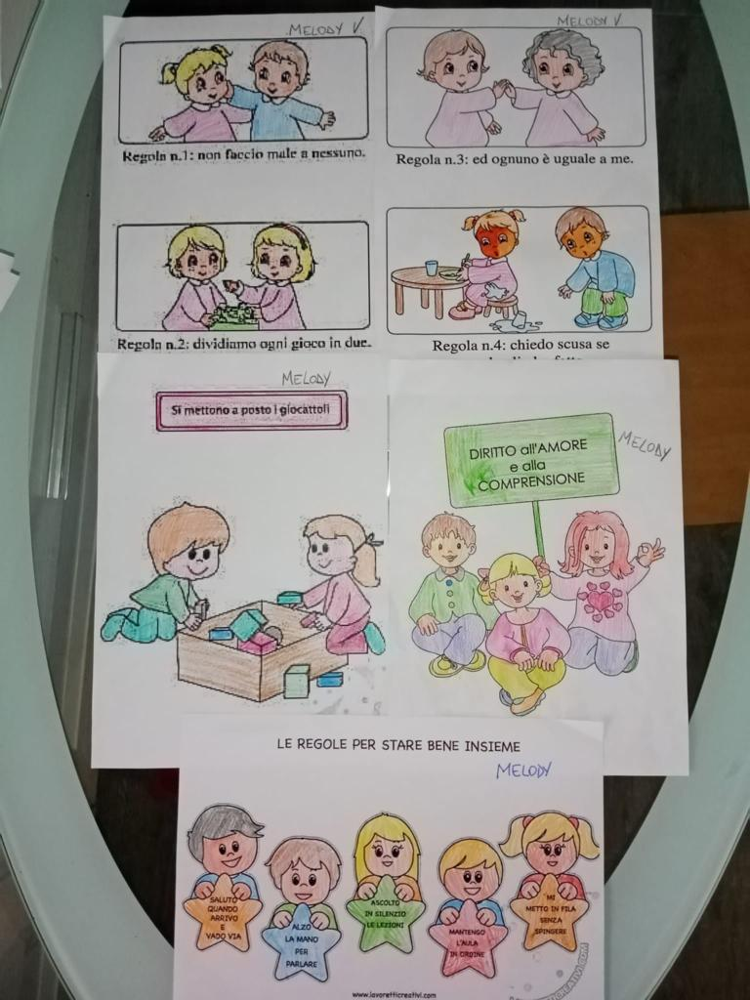 MELODY V.
MELODY V.
Regola n.1: non faccio male a nessuno.
Regola n.3: ed ognuno è uguale a me.
Regola n.2: dividiamo ogni gioco in due.
Regola n.4: chiedo scusa se
MELODY
Si mettono a posto i giocattoli
MELODY
DIRITTO all'AMORE
e alla
COMPRENSIONE
LE REGOLE PER STARE BENE INSIEME
MELODY
SALUTO
QUANDO
ARRIVO
E
VADO VIA
ALZO
LA MANO
PER
PARLARE
ASCOLTO
IN SILENZIO
LE LEZIONI
MANTENGO
L'AULA
IN ORDINE
MI
METTO IN FILA
SENZA
SPINGERE
www.lavoretticreativi.com